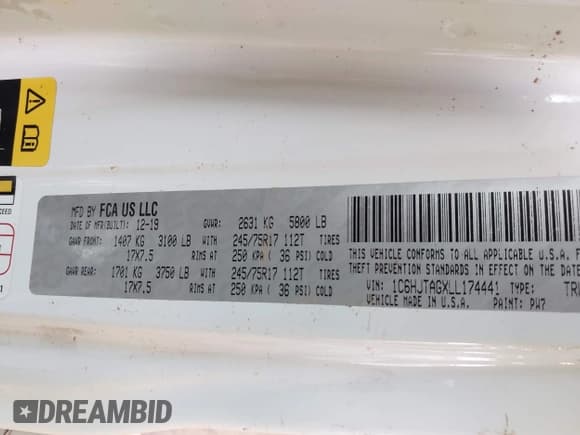 MFD BY FCA US LLC
DATE OF MFR(BUILT): 12-19 GVWR: 2631 KG 5800 LB
GAWR FRONT: 1407 KG 3100 LB WITH 245/75R17 112T TIRES
17X7.5 RIMS AT 250 KPA ( 36 PSI) COLD
GAWR REAR: 1701 KG 3750 LB WITH 245/75R17 112T TIRES
17X7.5 RIMS AT 250 KPA ( 36 PSI) COLD
THIS VEHICLE CONFORMS TO ALL APPLICABLE U.S.A. F
THEFT PREVENTION STANDARDS IN EFFECT ON THE DATE
VIN: 1C6HJTAGXLL174441 TYPE: TRU
VEHICLE MADE IN U.S.A. PAINT: PW7
CEED
1
DREAMBID